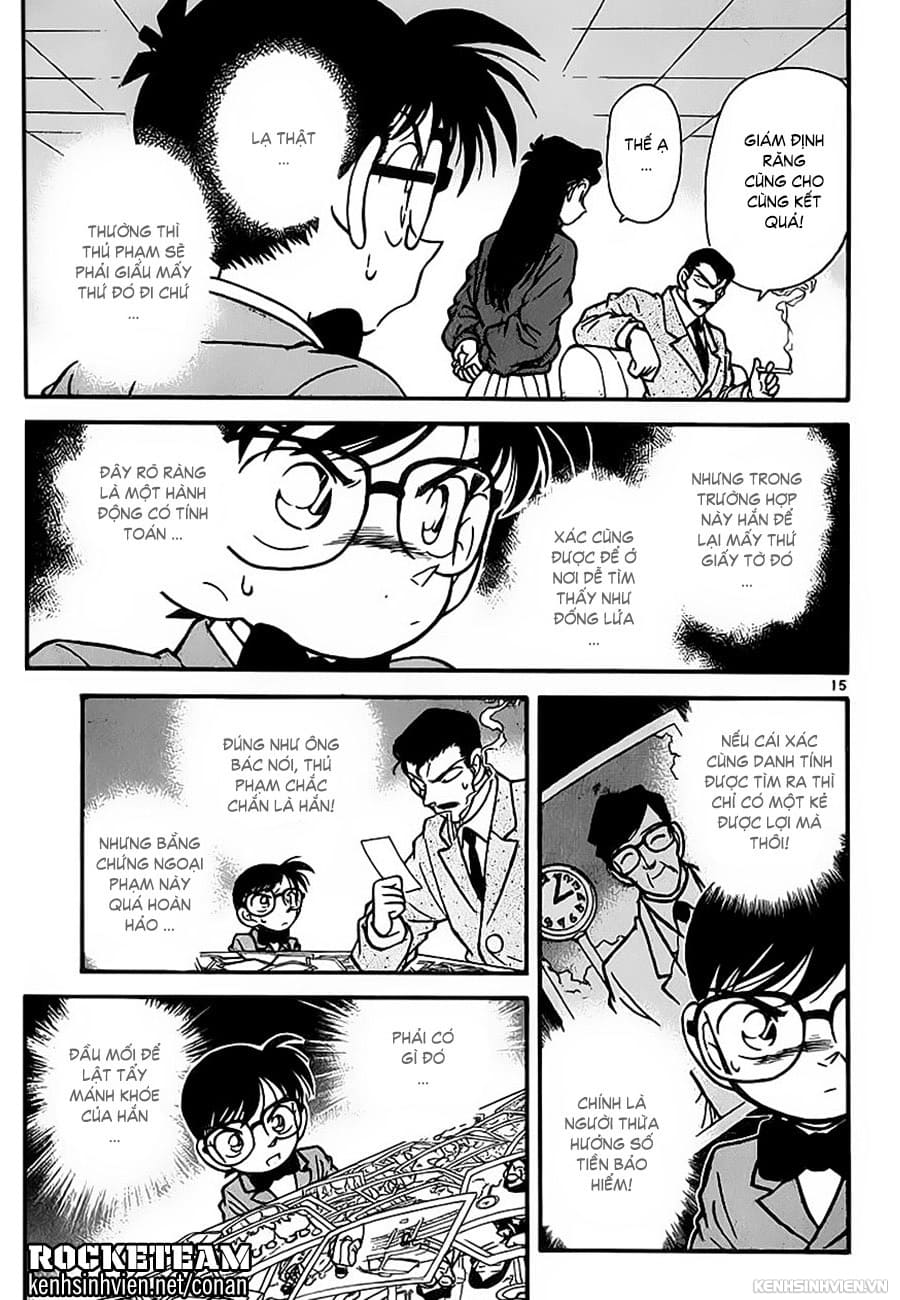 GIÁM ĐỊNH
RĂNG
CŨNG CHO
CÙNG KẾT
QUẢ!
THẾ Ạ
...
LẠ THẬT
...
THƯỜNG THÌ
THỦ PHẠM SẼ
PHẢI GIẤU MẤY
THỨ ĐÓ ĐI CHỨ
...
NHƯNG TRONG
TRƯỜNG HỢP
NÀY HẮN ĐỂ
LẠI MẤY THỨ
GIẤY TỜ ĐÓ
...
XÁC CŨNG
ĐƯỢC ĐỂ Ở
NƠI DỄ TÌM
THẤY NHƯ
ĐỐNG LỬA
...
ĐÂY RÕ RÀNG
LÀ MỘT HÀNH
ĐỘNG CÓ TÍNH
TOÁN ...
15
NẾU CÁI XÁC
CÙNG DANH TÍNH
ĐƯỢC TÌM RA THÌ
CHỈ CÓ MỘT KẺ
ĐƯỢC LỢI MÀ
THÔI!
CHÍNH LÀ
NGƯỜI THỪA
HƯỞNG SỐ
TIỀN BẢO
HIỂM!
ĐÚNG NHƯ ÔNG
BÁC NÓI, THỦ
PHẠM CHẮC
CHẮN LÀ HẮN!
NHƯNG BẰNG
CHỨNG NGOẠI
PHẠM NÀY
QUÁ HOÀN
HẢO ...
PHẢI CÓ
GÌ ĐÓ
...
ĐẦU MỐI ĐỂ
LẬT TẨY
MÁNH KHÓE
CỦA HẮN
...
ROCKETEAM
kenhsinhvien.net/conan
KENHSINHVIEN.VN